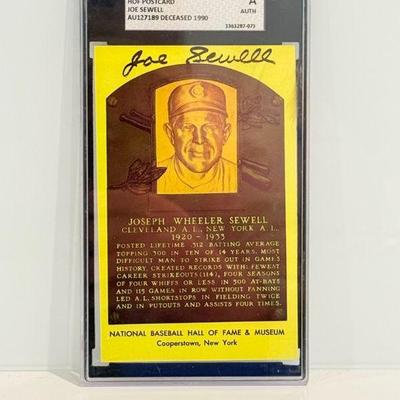 HOF POSTCARD
JOE SEWELL
AU127189 DECEASED 1990
A
AUTH
3363287-073
Joe Sewell
JOSEPH WHEELER SEWELL
CLEVELAND A.L., NEW YORK A.L.
1920 - 1933
POSTED LIFETIME .312 BATTING AVERAGE
TOPPING .300 IN TEN OF 14 YEARS. MOST
DIFFICULT MAN TO STRIKE OUT IN GAMES
HISTORY. CREATED RECORDS WITH: FEWEST
CAREER STRIKEOUTS (114), FOUR SEASONS
OF FOUR WHIFFS OR LESS IN 500 AT-BATS
AND 115 GAMES IN ROW WITHOUT FANNING
LED A.L. SHORTSTOPS IN FIELDING TWICE
AND IN PUTOUTS AND ASSISTS FOUR TIMES.
NATIONAL BASEBALL HALL OF FAME & MUSEUM
Cooperstown, New York